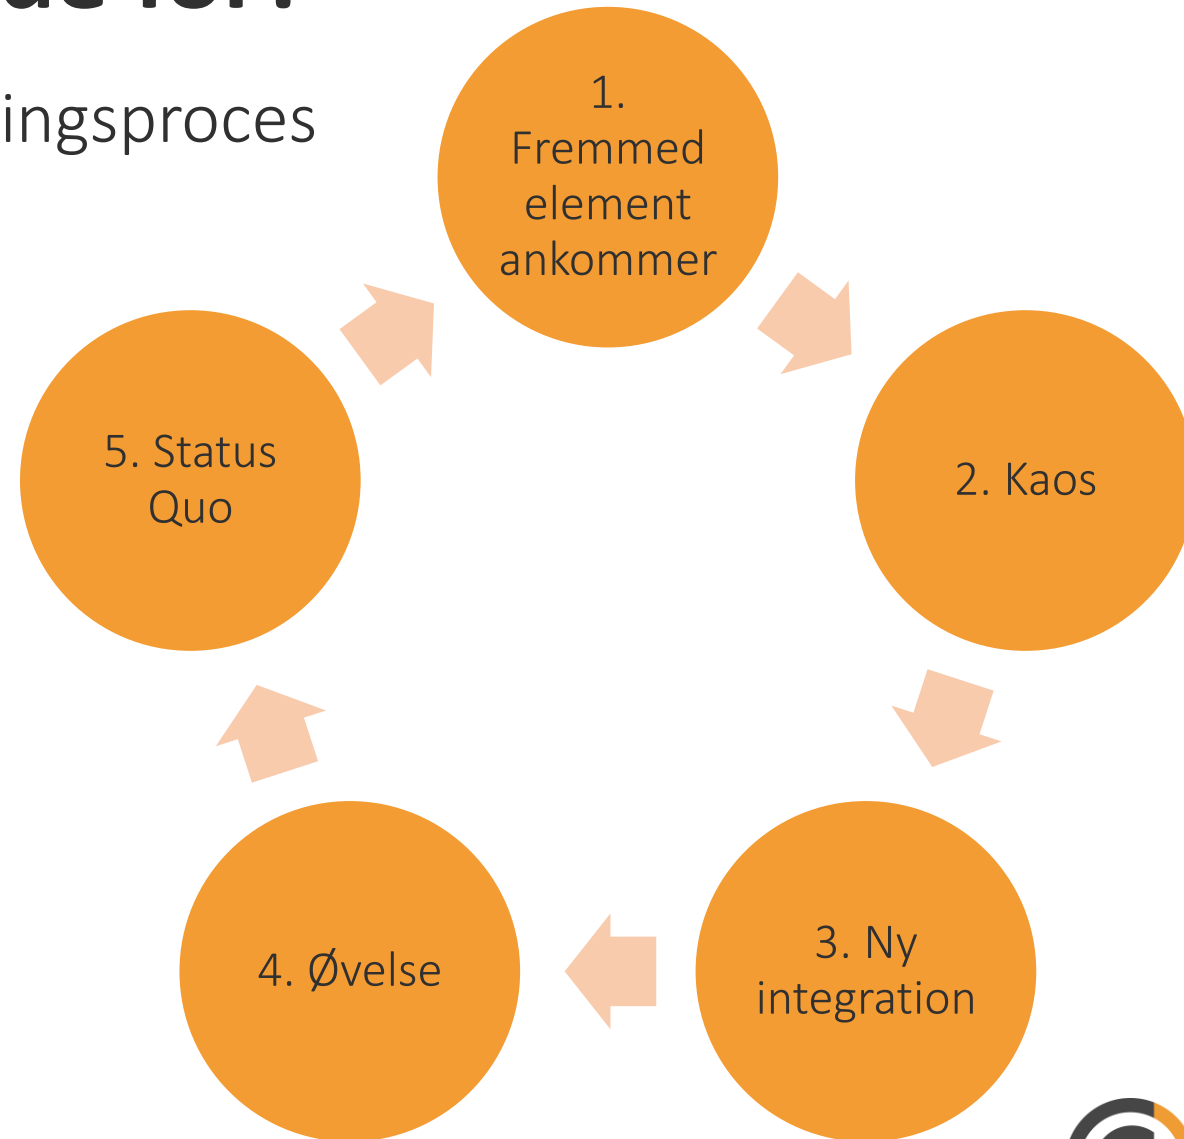 ingsproces
1.
Fremmed
element
ankommer
5. Status
Quo
2. Kaos
4. Øvelse
3. Ny
integration